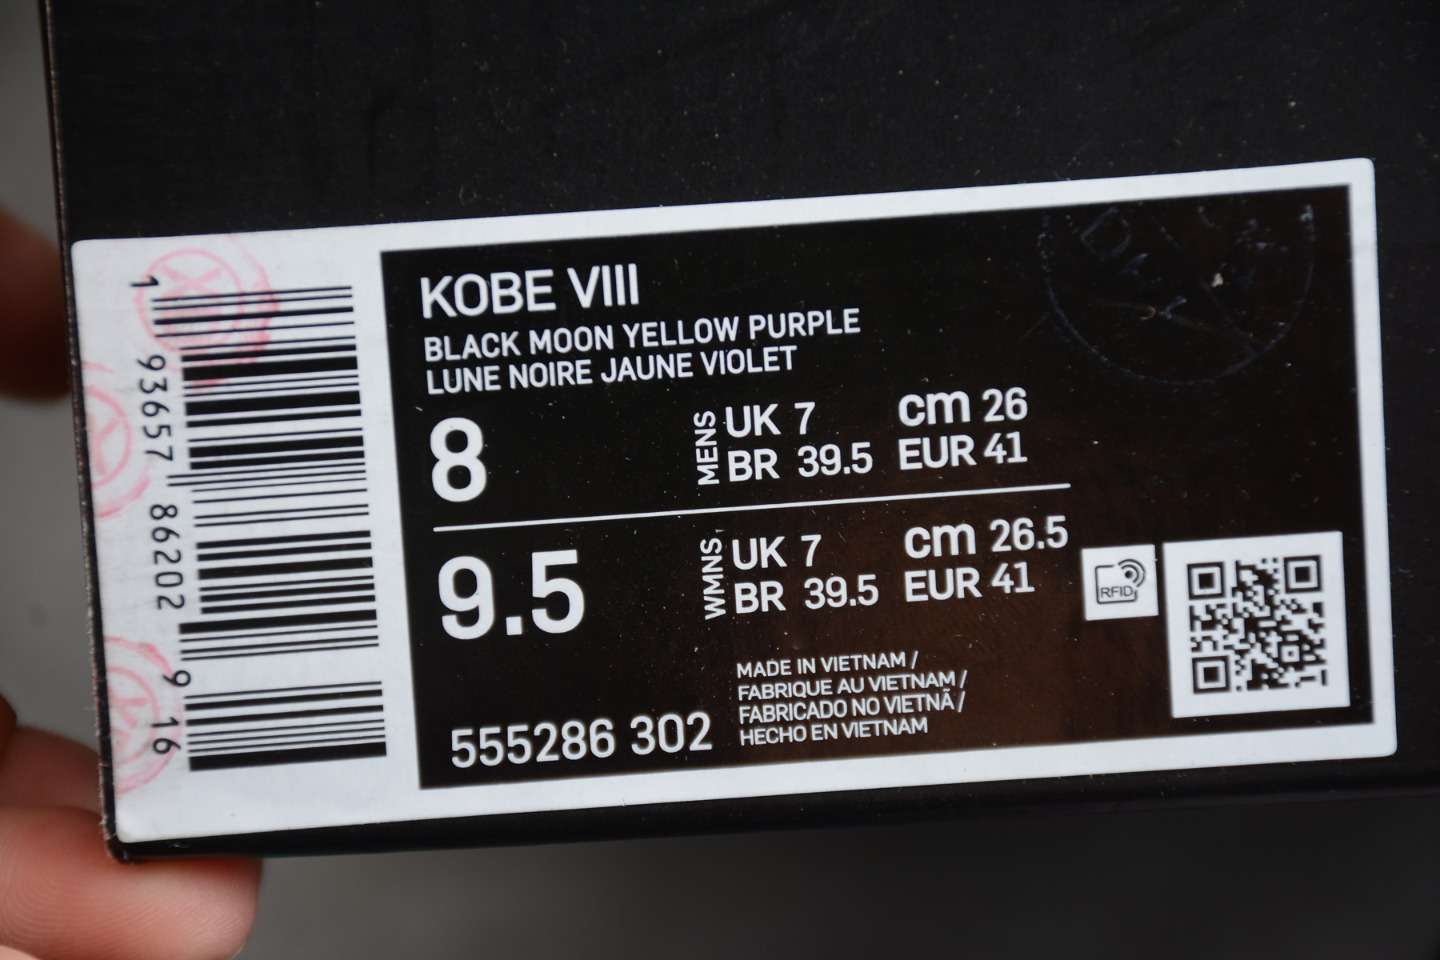 KOBE VIII
BLACK MOON YELLOW PURPLE
LUNE NOIRE JAUNE VIOLET
8
MENS
UK 7
cm 26
BR 39.5
EUR 41
9.5
WMNS
UK 7
cm 26.5
BR 39.5
EUR 41
RFID
MADE IN VIETNAM /
FABRIQUE AU VIETNAM /
FABRICADO NO VIETNÃ /
HECHO EN VIETNAM
555286 302
1 93657 86202 9 16